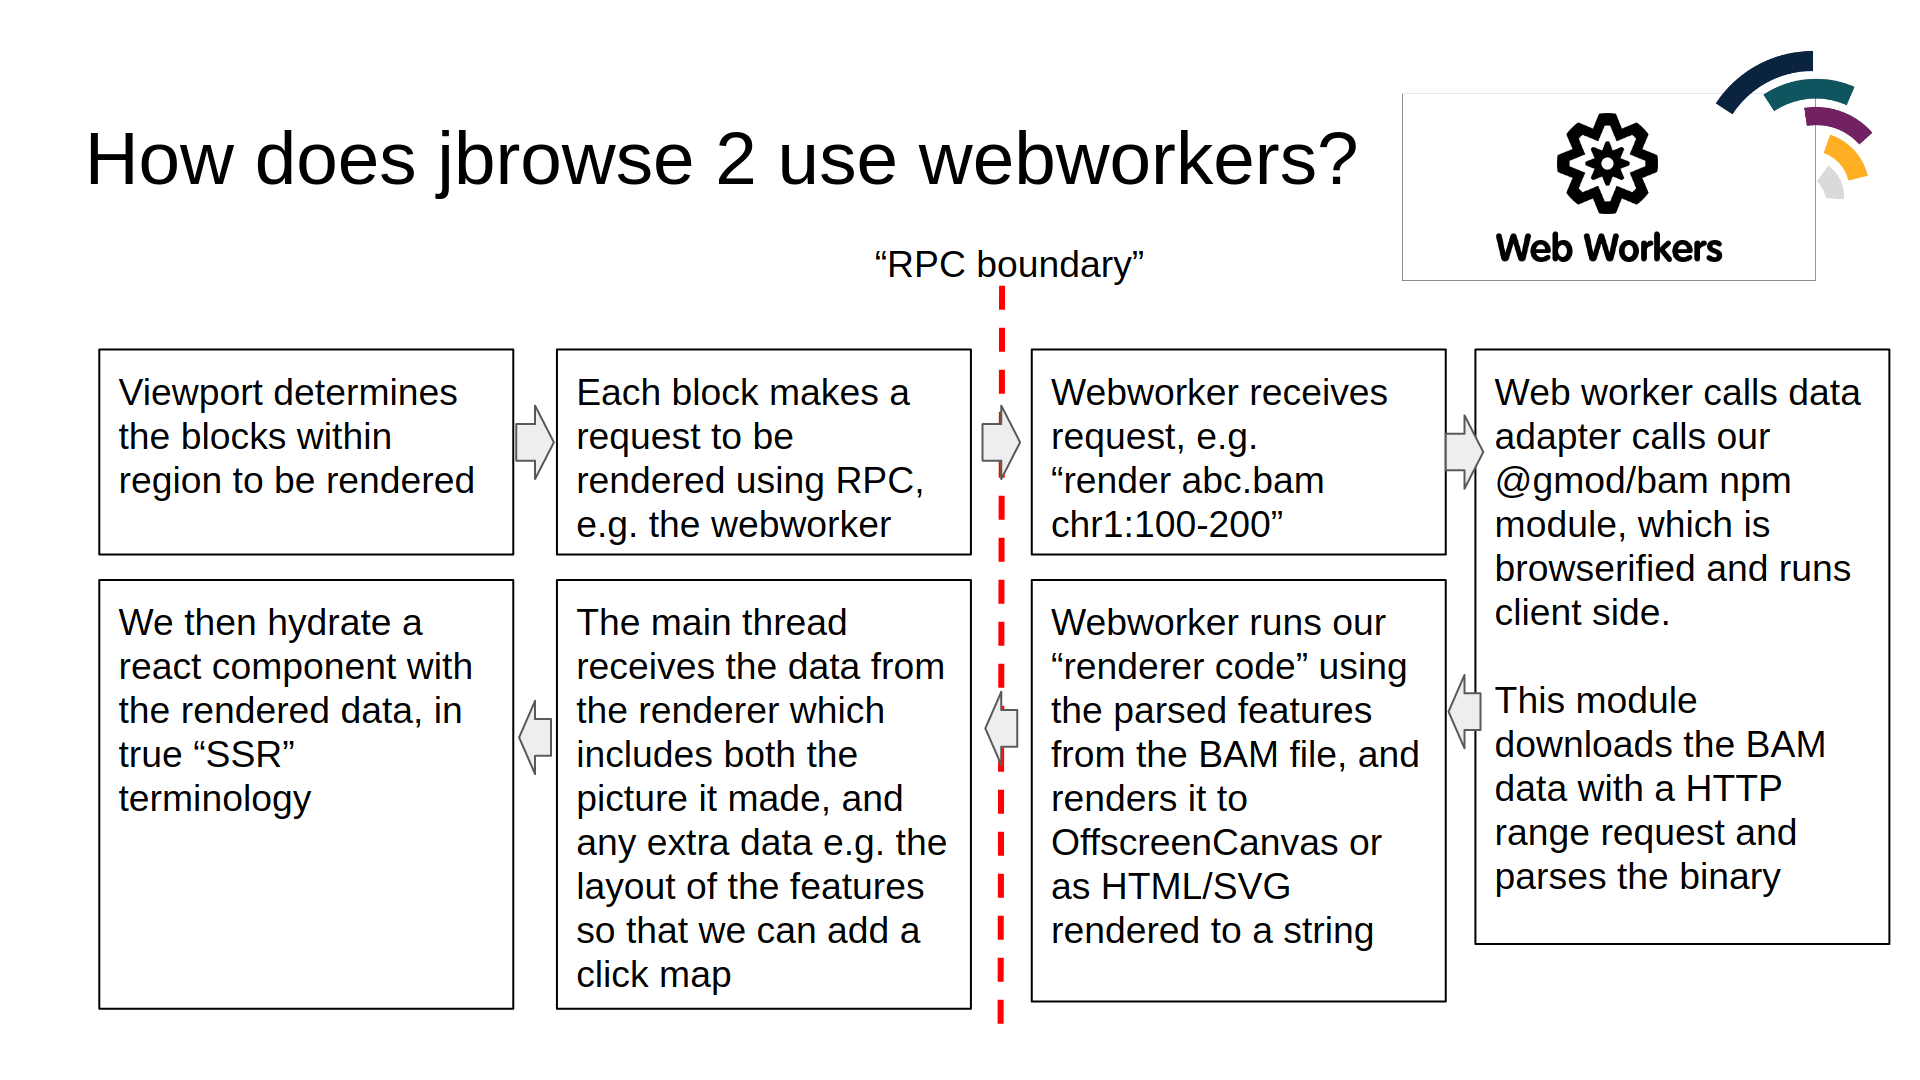 How does jbrowse 2 use webworkers?
Web Workers
“RPC boundary”
Viewport determines
the blocks within
region to be rendered
Each block makes a
request to be
rendered using RPC,
e.g. the webworker
Webworker receives
request, e.g.
“render abc.bam
chr1:100-200”
Web worker calls data
adapter calls our
@gmod/bam npm
module, which is
browserified and runs
client side.
This module
downloads the BAM
data with a HTTP
range request and
parses the binary
Webworker runs our
“renderer code” using
the parsed features
from the BAM file, and
renders it to
OffscreenCanvas or
as HTML/SVG
rendered to a string
The main thread
receives the data from
the renderer which
includes both the
picture it made, and
any extra data e.g. the
layout of the features
so that we can add a
click map
We then hydrate a
react component with
the rendered data, in
true “SSR”
terminology